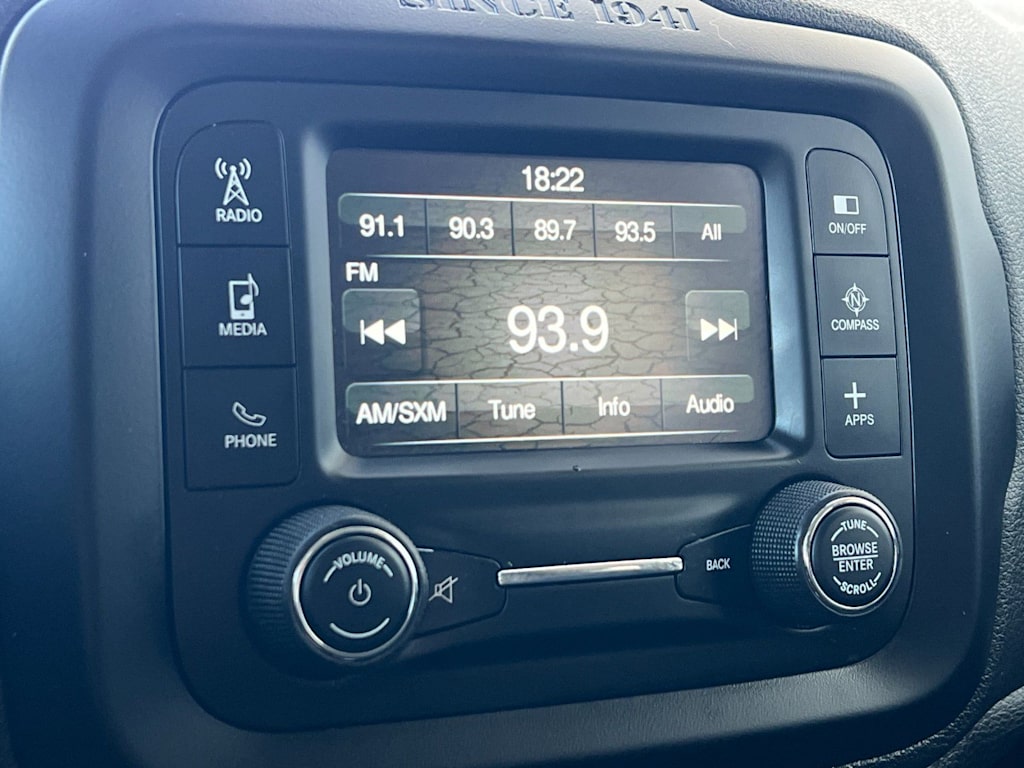 SINCE 1941
18:22
91.1 90.3 89.7 93.5 All
FM
93.9
AM/SXM Tune Info Audio
RADIO
MEDIA
PHONE
ON/OFF
N
COMPASS
APPS
VOLUME
BACK
TUNE
BROWSE
ENTER
SCROLL